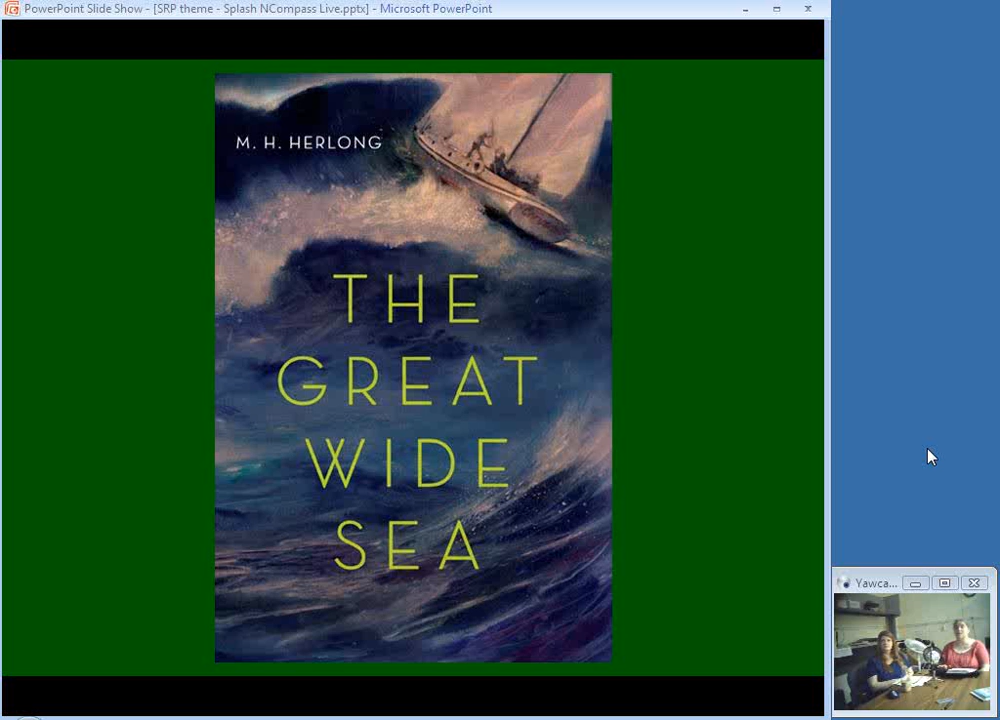 PowerPoint Slide Show - [SRP theme - Splash NCompass Live.pptx] - Microsoft PowerPoint
M. H. HERLONG
THE
GREAT
WIDE
SEA
Yawca...